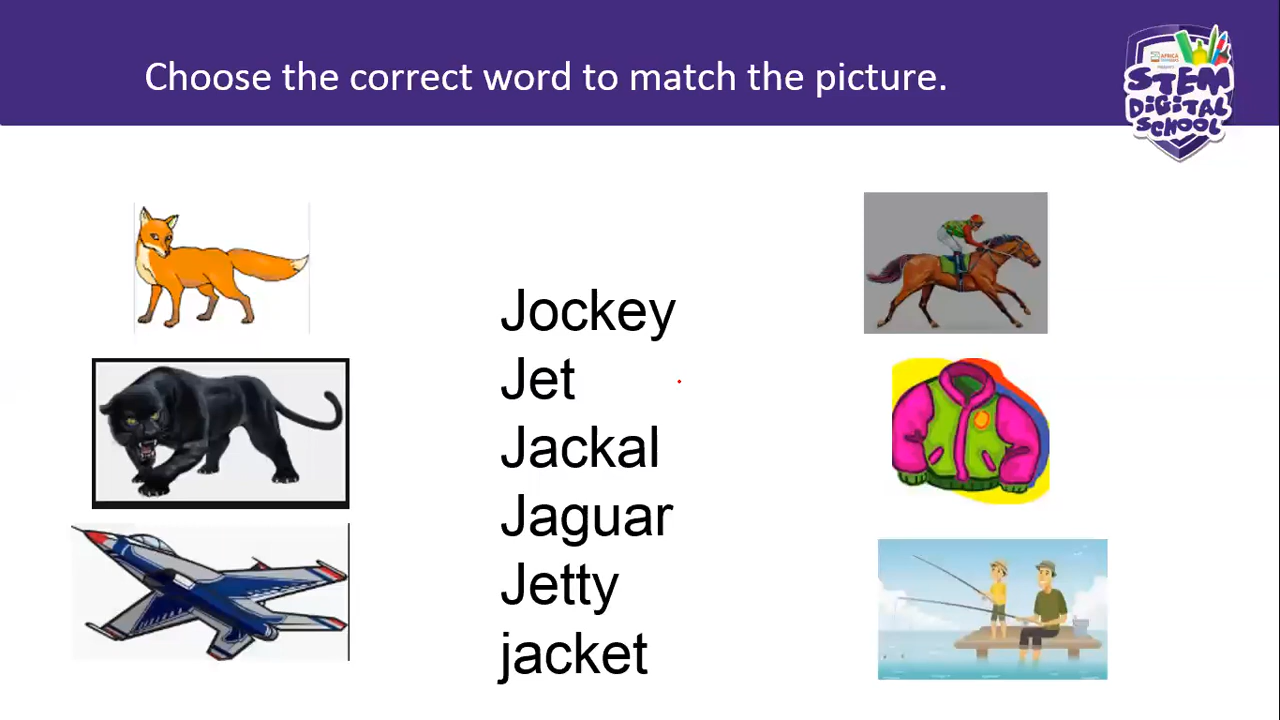 Choose the correct word to match the picture.
STEM
DIGITAL
SCHOOL
Jockey
Jet
Jackal
Jaguar
Jetty
jacket